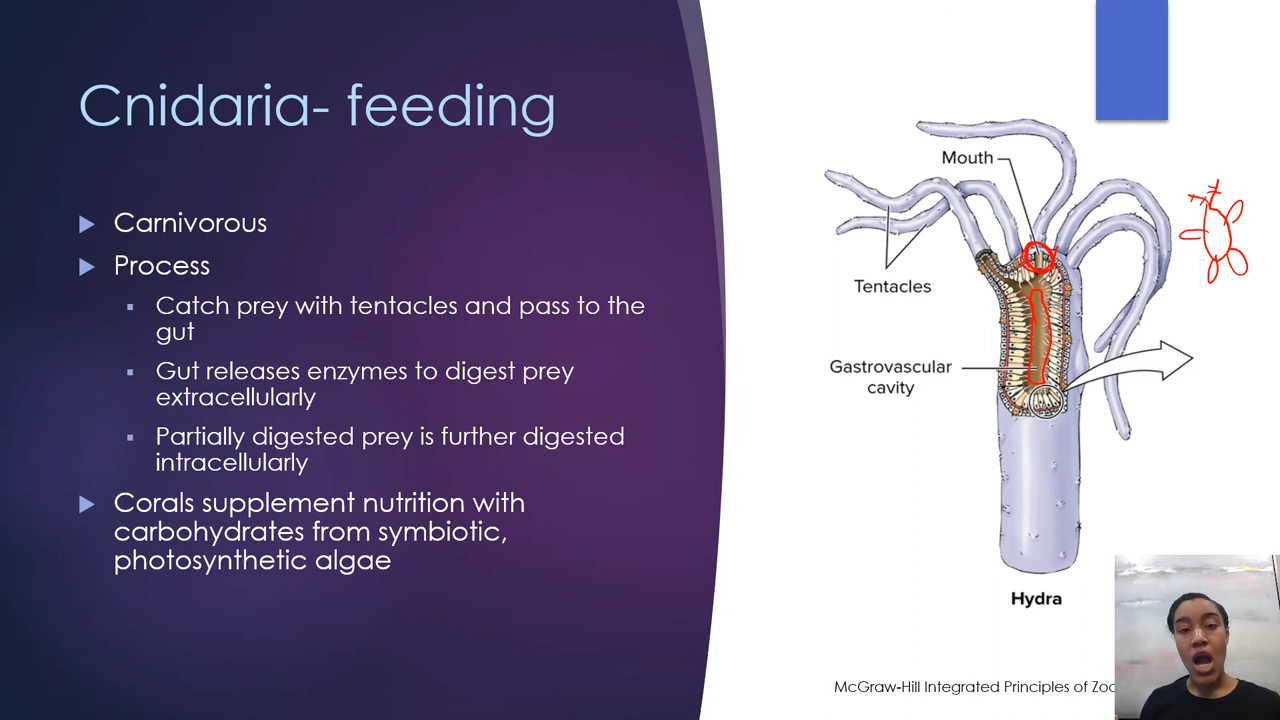 Cnidaria- feeding
Carnivorous
Process
Catch prey with tentacles and pass to the
gut
Gut releases enzymes to digest prey
extracellularly
Partially digested prey is further digested
intracellularly
Corals supplement nutrition with
carbohydrates from symbiotic,
photosynthetic algae
Mouth
Tentacles
Gastrovascular
cavity
Hydra
McGraw-Hill Integrated Principles of